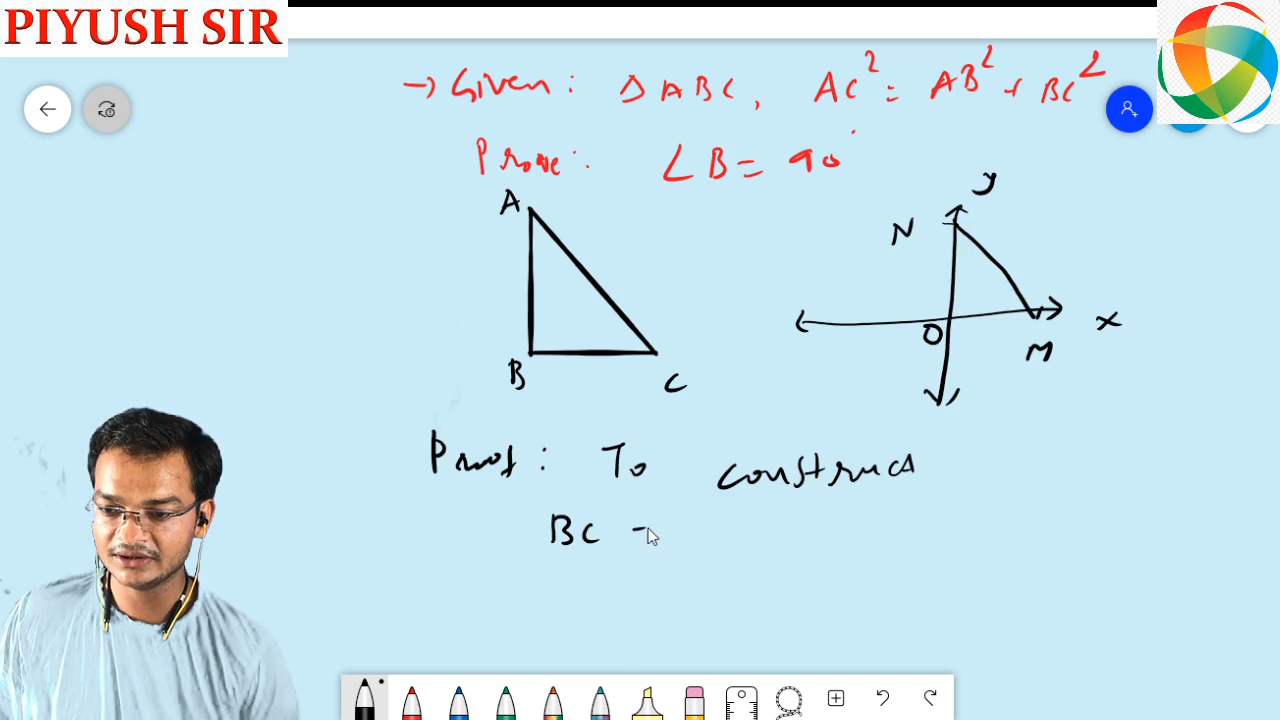 PIYUSH SIR
→ Given: Δ ABC, AC² = AB² + BC²
Prove: ∠B = 90°
A
B
C
y
N
O
M
x
Proof: To construct
BC =